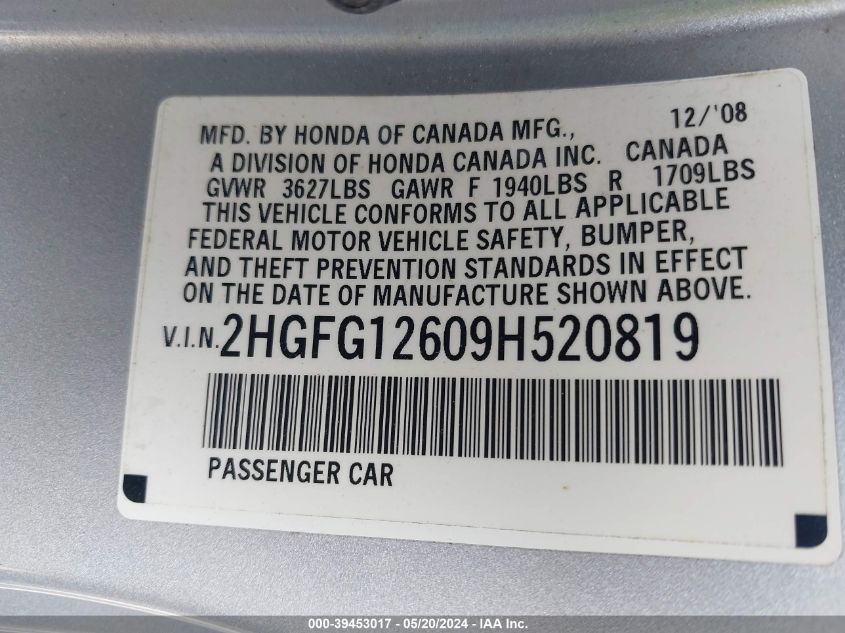 12/'08
MFD. BY HONDA OF CANADA MFG.,
A DIVISION OF HONDA CANADA INC. CANADA
GVWR 3627LBS GAWR F 1940LBS R 1709LBS
THIS VEHICLE CONFORMS TO ALL APPLICABLE
FEDERAL MOTOR VEHICLE SAFETY, BUMPER,
AND THEFT PREVENTION STANDARDS IN EFFECT
ON THE DATE OF MANUFACTURE SHOWN ABOVE.
V.I.N. 2HGFG12609H520819
PASSENGER CAR
000-39453017 - 05/20/2024 - IAA Inc.